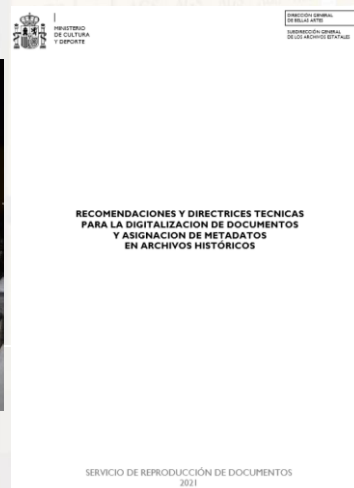 MINISTERIO
DE CULTURA
Y DEPORTE
DIRECCIÓN GENERAL
DE BELLAS ARTES
SUBDIRECCIÓN GENERAL
DE LOS ARCHIVOS ESTATALES
RECOMENDACIONES Y DIRECTRICES TECNICAS
PARA LA DIGITALIZACION DE DOCUMENTOS
Y ASIGNACION DE METADATOS
EN ARCHIVOS HISTÓRICOS
SERVICIO DE REPRODUCCIÓN DE DOCUMENTOS
2021